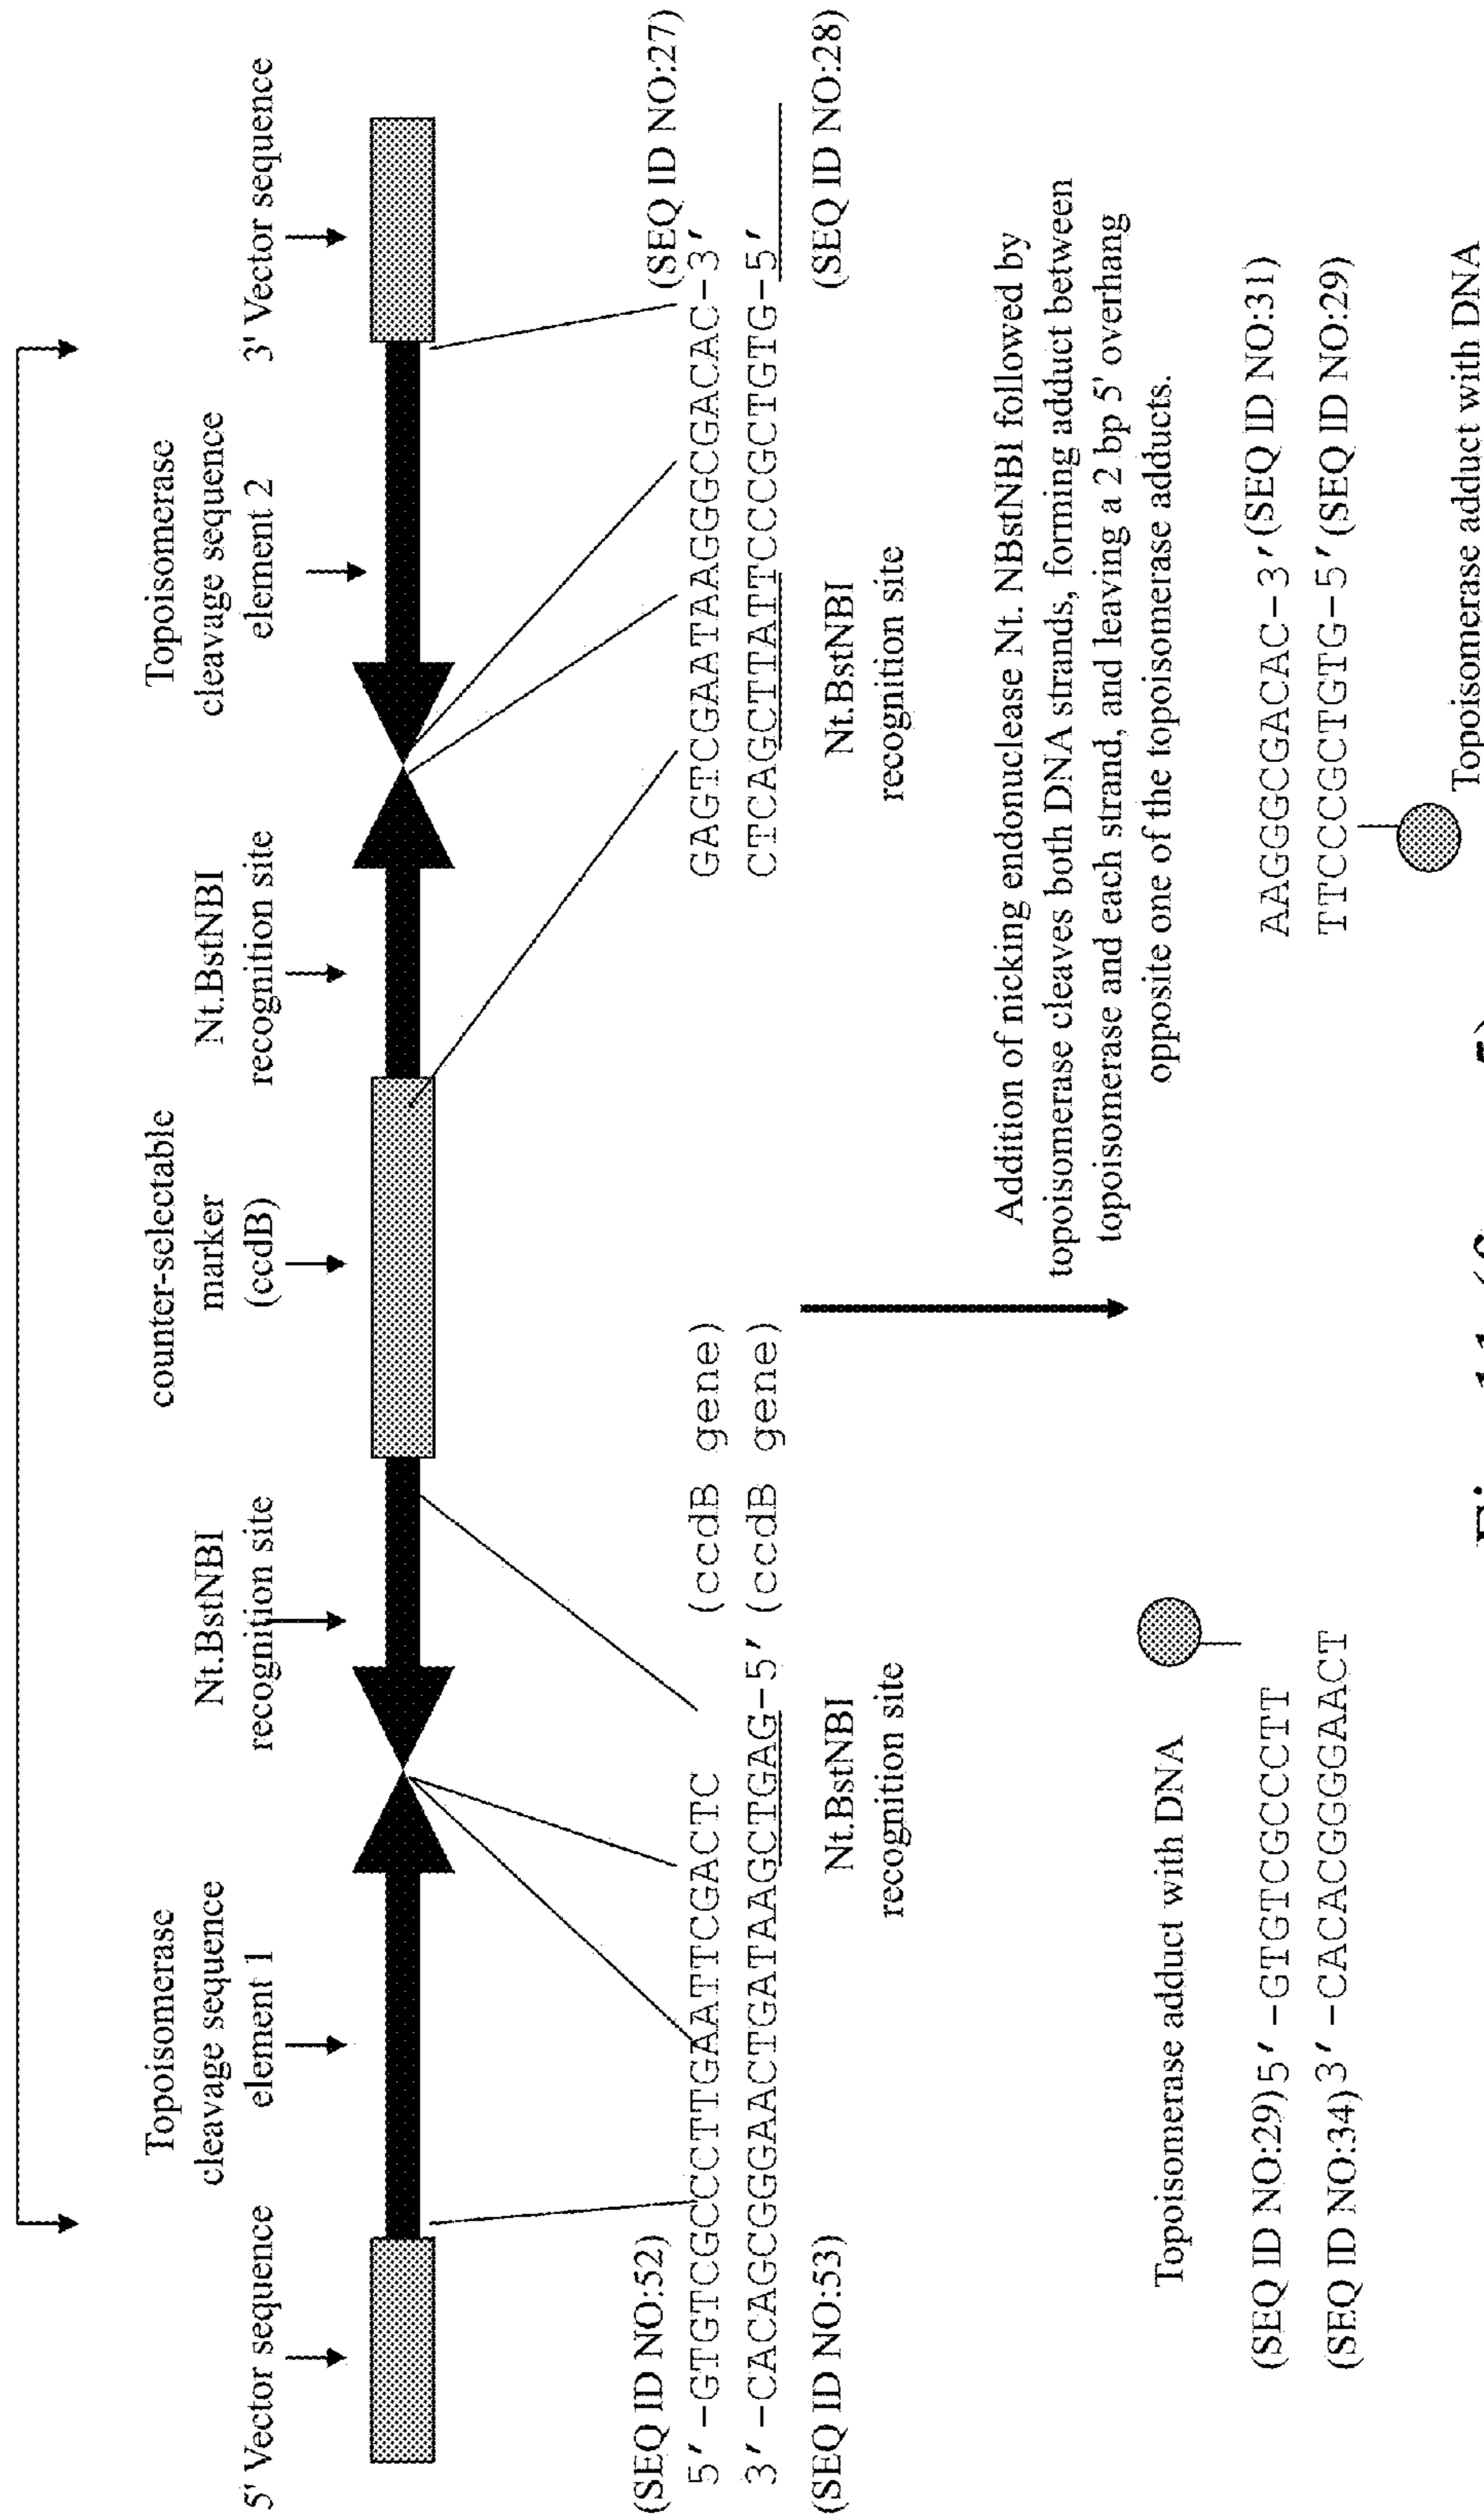 5' Vector sequence
Topoisomerase
cleavage sequence
element 1
Nt.BstNBI
recognition site
counter-selectable
marker
(ccdB)
Nt.BstNBI
recognition site
Topoisomerase
cleavage sequence
element 2
3' Vector sequence
(SEQ ID NO:52)
5' -GTGTCGCCCTTGAATTCGACTC (ccdB gene)
3' -CACAGCGGGAACTGATAAGCTGAG-5' (ccdB gene)
(SEQ ID NO:53)
Nt.BstNBI
recognition site
(SEQ ID NO:27)
GAGTCGAATAAGGGCGACAC-3'
CTCAGCTTATTCCCGCTGTG-5'
(SEQ ID NO:28)
Nt.BstNBI
recognition site
Addition of nicking endonuclease Nt. NBstNBI followed by
topoisomerase cleaves both DNA strands, forming adduct between
topoisomerase and each strand, and leaving a 2 bp 5' overhang
opposite one of the topoisomerase adducts.
Topoisomerase adduct with DNA
(SEQ ID NO:29) 5' -GTGTCGCCCTT
(SEQ ID NO:34) 3' -CACACGGGAACT
AAGGGCGACAC-3' (SEQ ID NO:31)
TTCCCGCTGTG-5' (SEQ ID NO:29)
Topoisomerase adduct with DNA